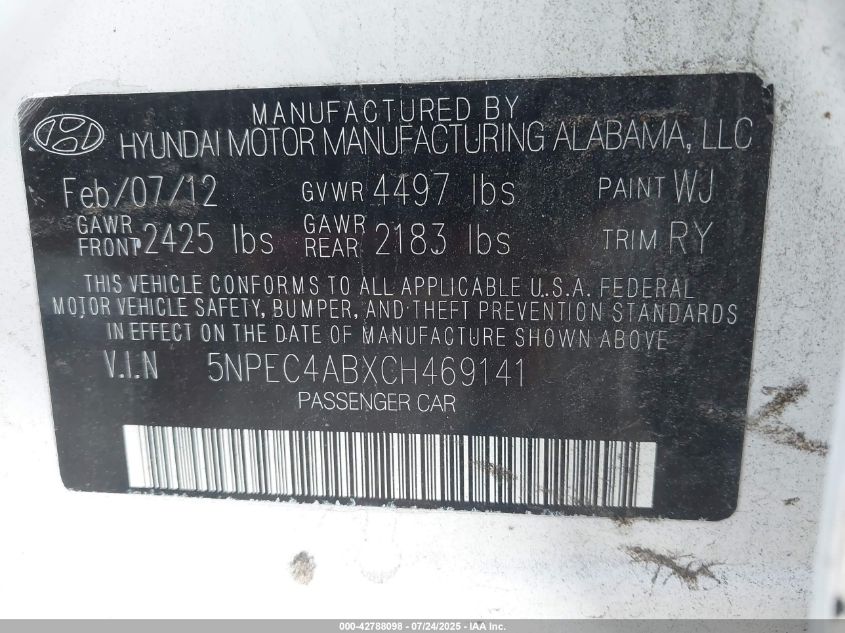 MANUFACTURED BY
HYUNDAI MOTOR MANUFACTURING ALABAMA, LLC
Feb/07/12 GVWR 4497 lbs PAINT WJ
GAWR FRONT 2425 lbs GAWR REAR 2183 lbs TRIM RY
THIS VEHICLE CONFORMS TO ALL APPLICABLE U.S.A. FEDERAL
MOTOR VEHICLE SAFETY, BUMPER, AND THEFT PREVENTION STANDARDS
IN EFFECT ON THE DATE OF MANUFACTURE SHOWN ABOVE
V.I.N 5NPEC4ABXCH469141
PASSENGER CAR
000-42788098 - 07/24/2025 - IAA Inc.